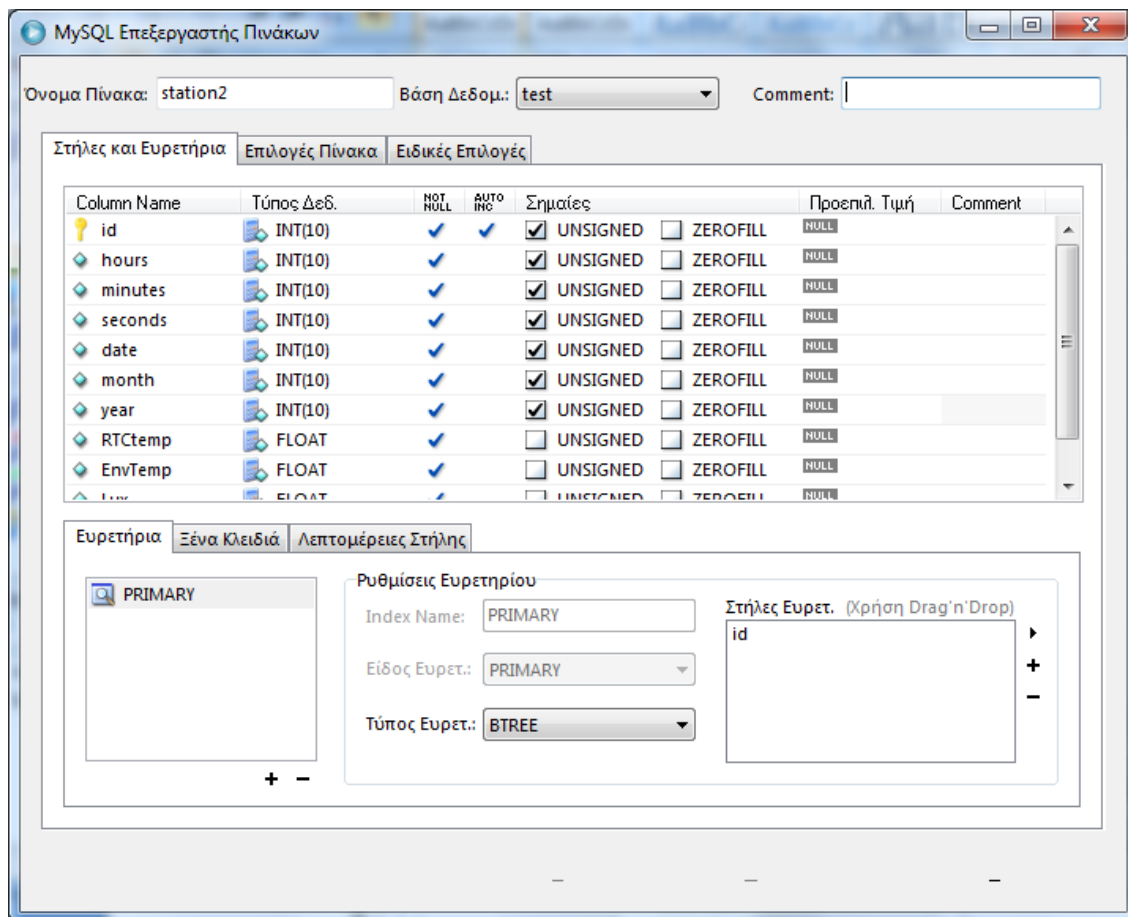 MySQL Επεξεργαστής Πινάκων
Όνομα Πίνακα: station2 Βάση Δεδομ.: test Comment:
Στήλες και Ευρετήρια Επιλογές Πίνακα Ειδικές Επιλογές
Column Name Τύπος Δεδ. NOT NULL AUTO INC Σημαίες Προεπιλ. Τιμή Comment
id INT(10) UNSIGNED ZEROFILL NULL
hours INT(10) UNSIGNED ZEROFILL NULL
minutes INT(10) UNSIGNED ZEROFILL NULL
seconds INT(10) UNSIGNED ZEROFILL NULL
date INT(10) UNSIGNED ZEROFILL NULL
month INT(10) UNSIGNED ZEROFILL NULL
year INT(10) UNSIGNED ZEROFILL NULL
RTCtemp FLOAT UNSIGNED ZEROFILL NULL
EnvTemp FLOAT UNSIGNED ZEROFILL NULL
Lux FLOAT UNSIGNED ZEROFILL NULL
Ευρετήρια Ξένα Κλειδιά Λεπτομέρειες Στήλης
PRIMARY
Ρυθμίσεις Ευρετηρίου
Index Name: PRIMARY
Είδος Ευρετ.: PRIMARY
Τύπος Ευρετ.: BTREE
Στήλες Ευρετ. (Χρήση Drag'n'Drop)
id